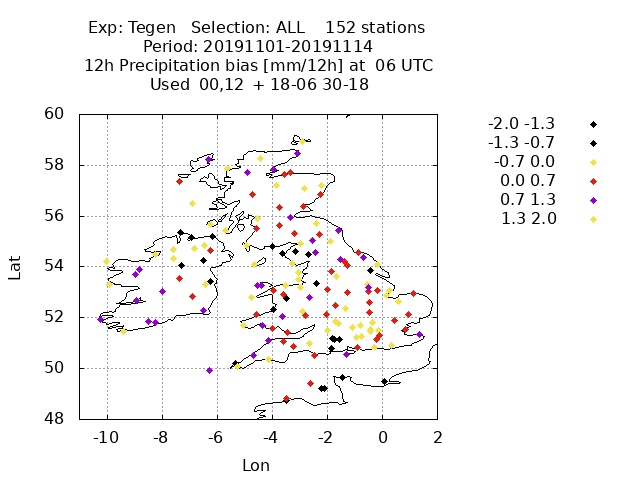 Exp: Tegen   Selection: ALL    152 stations
Period: 20191101-20191114
12h Precipitation bias [mm/12h] at  06 UTC
Used  00,12  + 18-06 30-18
60
58
56
54
52
50
48
-10 -8 -6 -4 -2 0 2
Lat
Lon
-2.0 -1.3
-1.3 -0.7
-0.7 0.0
0.0 0.7
0.7 1.3
1.3 2.0